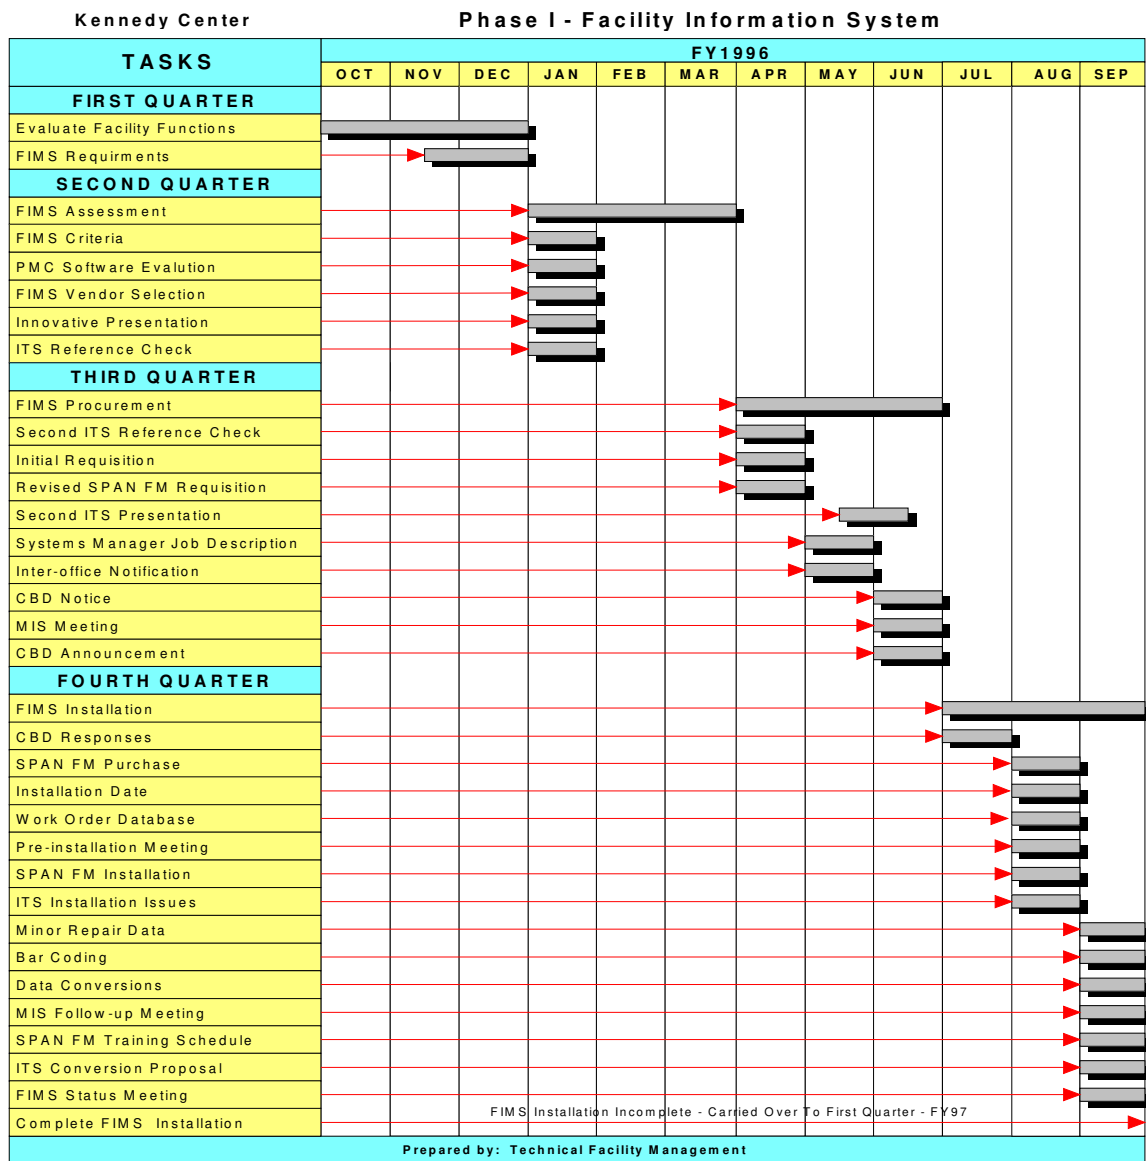 Kennedy Center
Phase I - Facility Information System
TASKS
FY1996
OCT NOV DEC JAN FEB MAR APR MAY JUN JUL AUG SEP
FIRST QUARTER
Evaluate Facility Functions
FIMS Requirments
SECOND QUARTER
FIMS Assessment
FIMS Criteria
PMC Software Evalution
FIMS Vendor Selection
Innovative Presentation
ITS Reference Check
THIRD QUARTER
FIMS Procurement
Second ITS Reference Check
Initial Requisition
Revised SPAN FM Requisition
Second ITS Presentation
Systems Manager Job Description
Inter-office Notification
CBD Notice
MIS Meeting
CBD Announcement
FOURTH QUARTER
FIMS Installation
CBD Responses
SPAN FM Purchase
Installation Date
Work Order Database
Pre-installation Meeting
SPAN FM Installation
ITS Installation Issues
Minor Repair Data
Bar Coding
Data Conversions
MIS Follow-up Meeting
SPAN FM Training Schedule
ITS Conversion Proposal
FIMS Status Meeting
FIMS Installation Incomplete - Carried Over To First Quarter - FY97
Complete FIMS Installation
Prepared by: Technical Facility Management